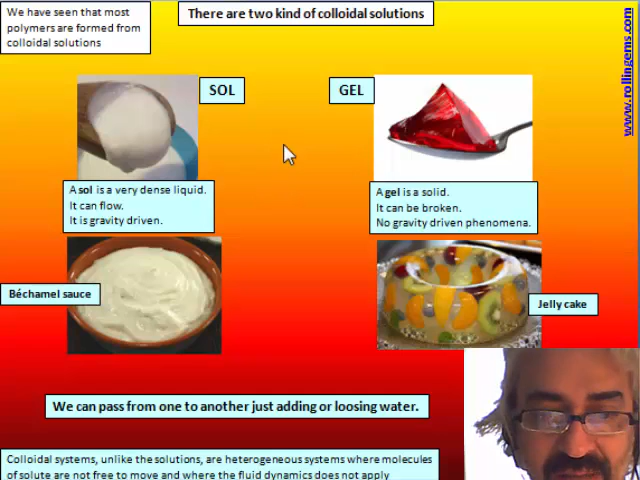 We have seen that most
polymers are formed from
colloidal solutions
There are two kind of colloidal solutions
www.rollingems.com
SOL
GEL
A sol is a very dense liquid.
It can flow.
It is gravity driven.
A gel is a solid.
It can be broken.
No gravity driven phenomena.
Béchamel sauce
Jelly cake
We can pass from one to another just adding or loosing water.
Colloidal systems, unlike the solutions, are heterogeneous systems where molecules
of solute are not free to move and where the fluid dynamics does not apply